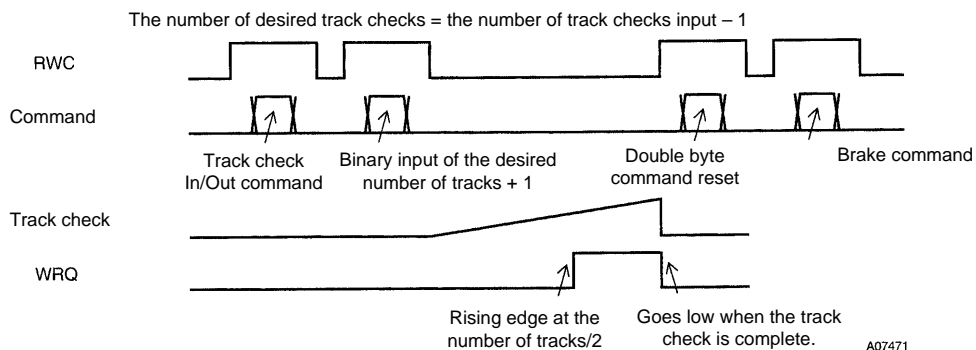 The number of desired track checks = the number of track checks input – 1
RWC
Command
Track check
In/Out command
Binary input of the desired
number of tracks + 1
Double byte
command reset
Brake command
Track check
WRQ
Rising edge at the
number of tracks/2
Goes low when the track
check is complete.
A07471